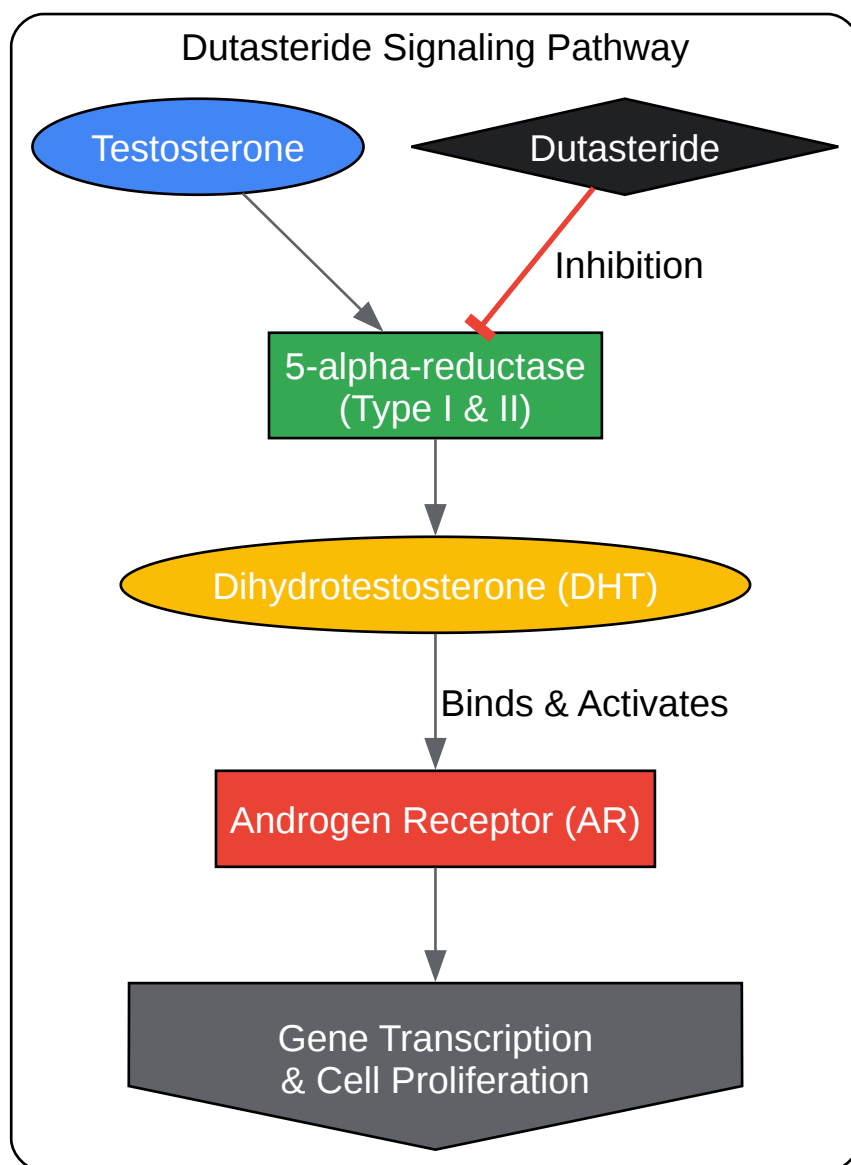 Dutasteride Signaling Pathway
Testosterone
Dutasteride
Inhibition
5-alpha-reductase
(Type I & II)
Dihydrotestosterone (DHT)
Binds & Activates
Androgen Receptor (AR)
Gene Transcription
& Cell Proliferation